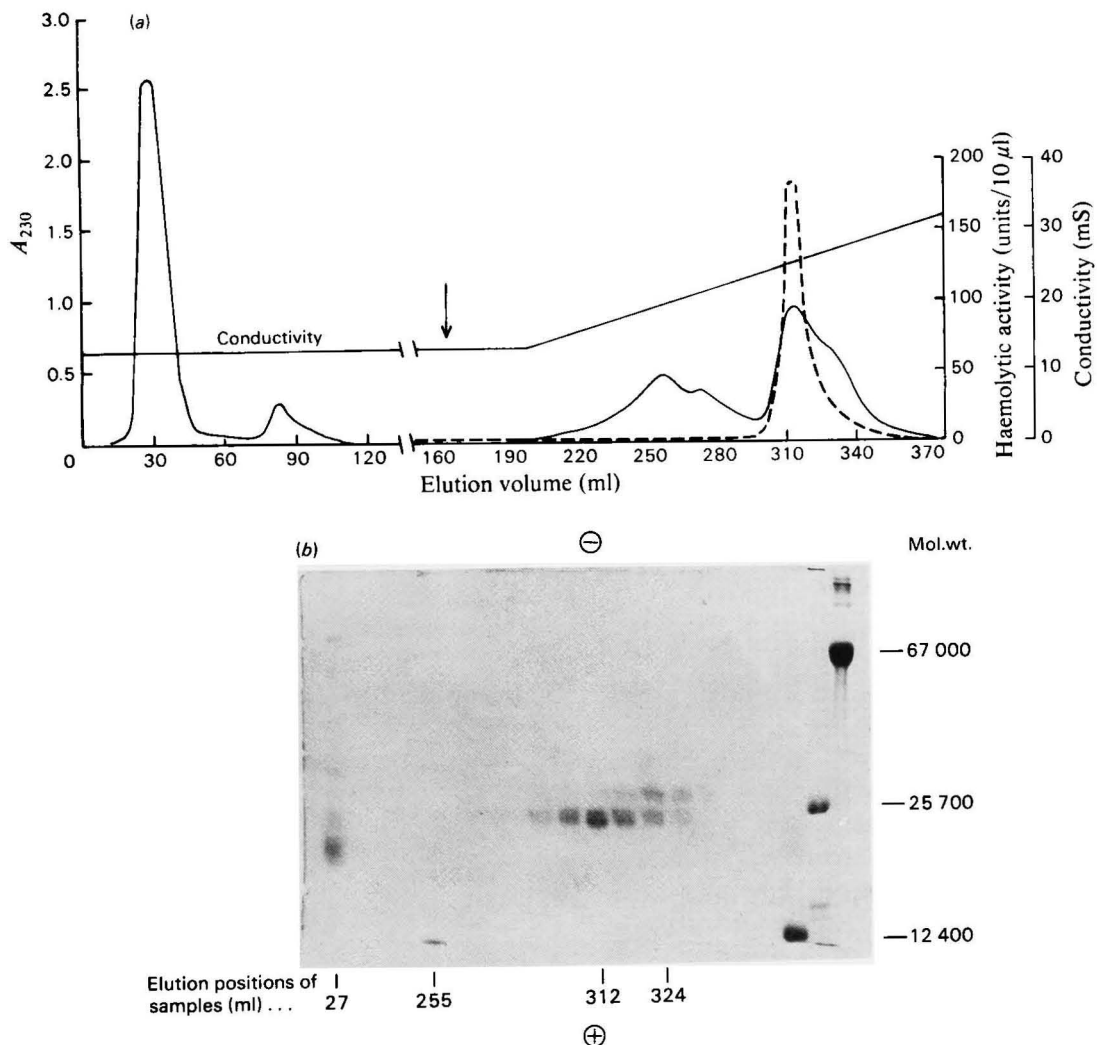 (a)
A230
3.0
2.5
2.0
1.5
1.0
0.5
0
Conductivity
0 30 60 90 120 160 190 220 250 280 310 340 370
Elution volume (ml)
200
150
100
50
0
Haemolytic activity (units/10 µl)
40
30
20
10
0
Conductivity (mS)
(b)
−
Mol.wt.
—67 000
—25 700
—12 400
Elution positions of
samples (ml) . . .
27 255 312 324
+